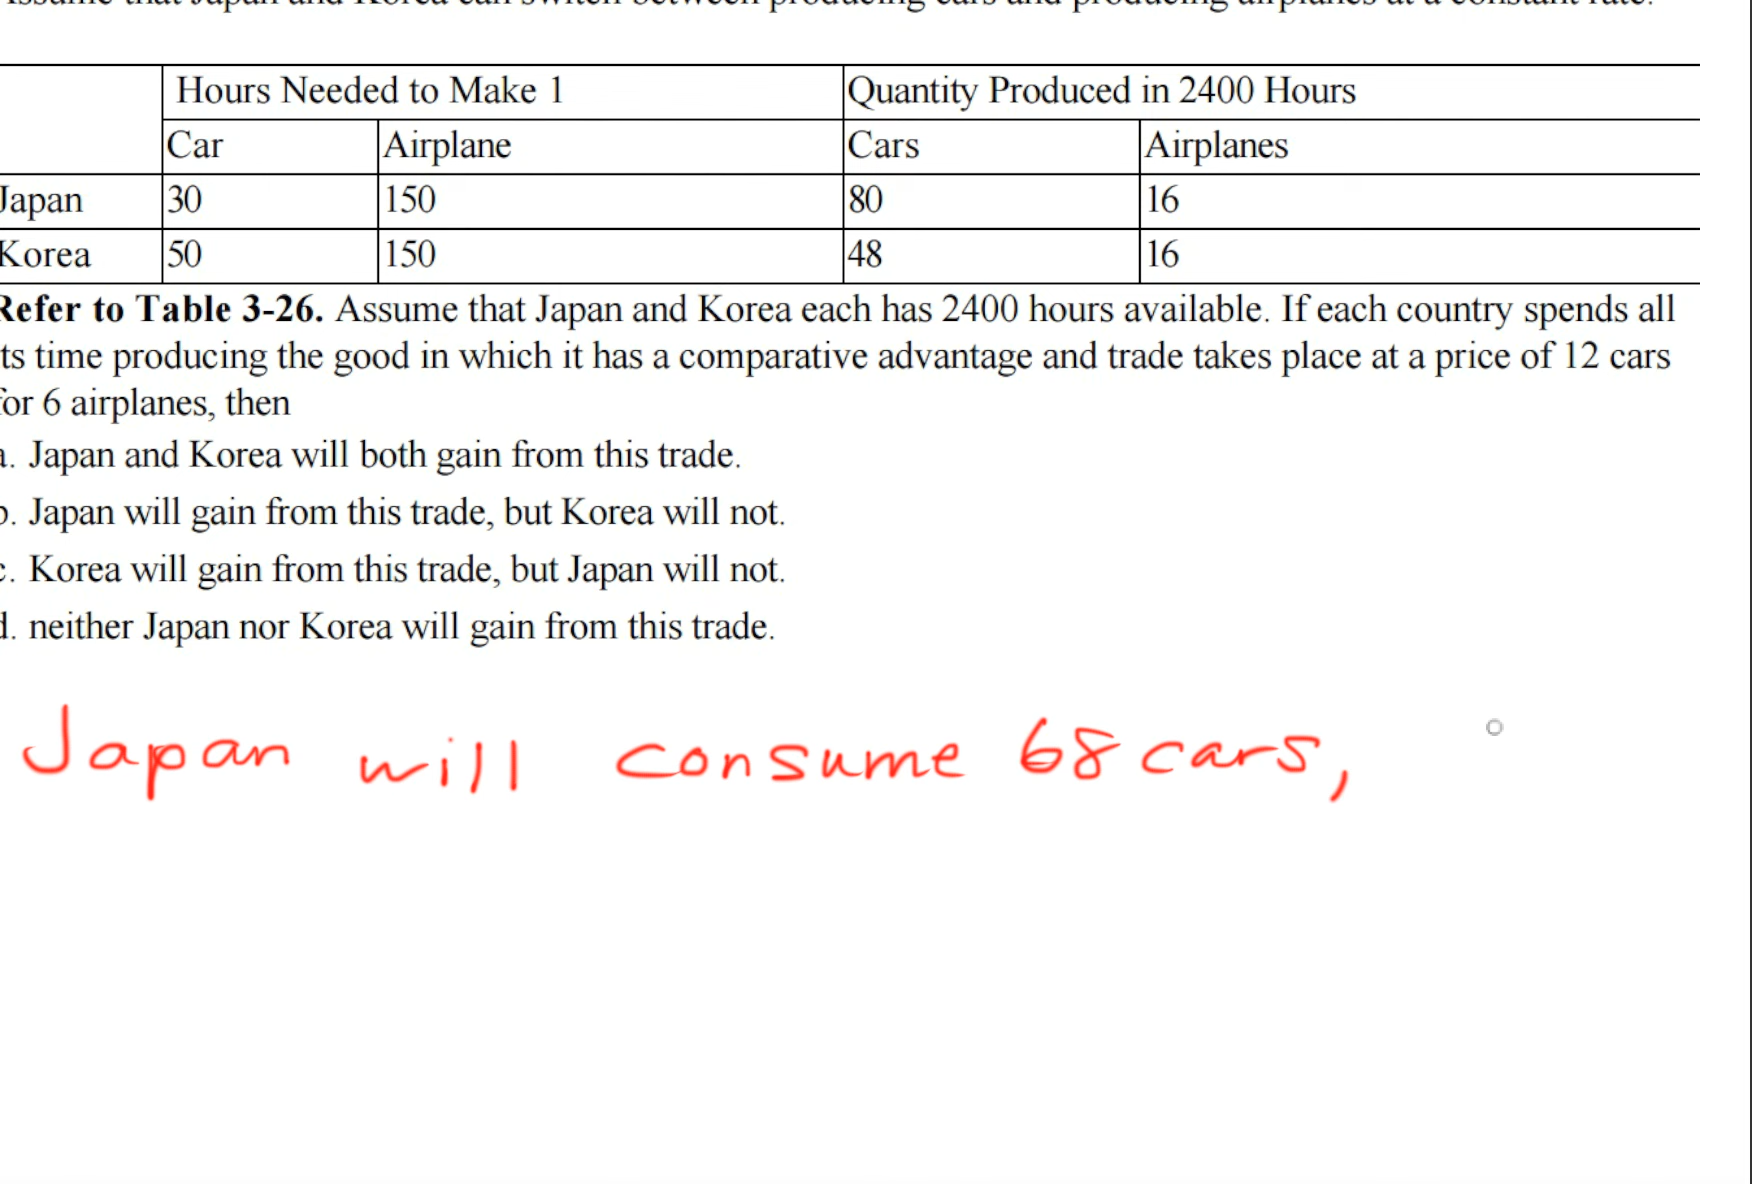 Hours Needed to Make 1 Quantity Produced in 2400 Hours
Car Airplane Cars Airplanes
Japan 30 150 80 16
Korea 50 150 48 16
Refer to Table 3-26. Assume that Japan and Korea each has 2400 hours available. If each country spends all
ts time producing the good in which it has a comparative advantage and trade takes place at a price of 12 cars
for 6 airplanes, then
a. Japan and Korea will both gain from this trade.
b. Japan will gain from this trade, but Korea will not.
c. Korea will gain from this trade, but Japan will not.
d. neither Japan nor Korea will gain from this trade.
Japan will consume 68 cars,